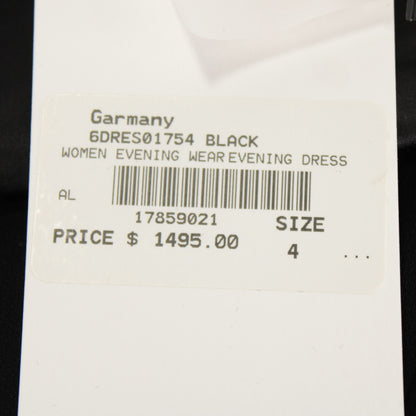 Garmany
6DRES01754 BLACK
WOMEN EVENING WEAR EVENING DRESS
AL
17859021
SIZE
PRICE $ 1495.00
4 ...